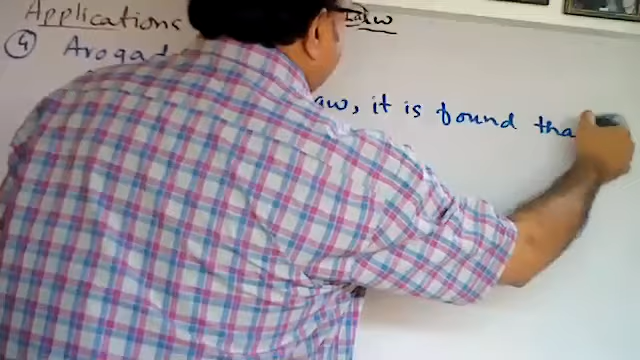 Applications Law
④ Avogad
aw, it is found tha